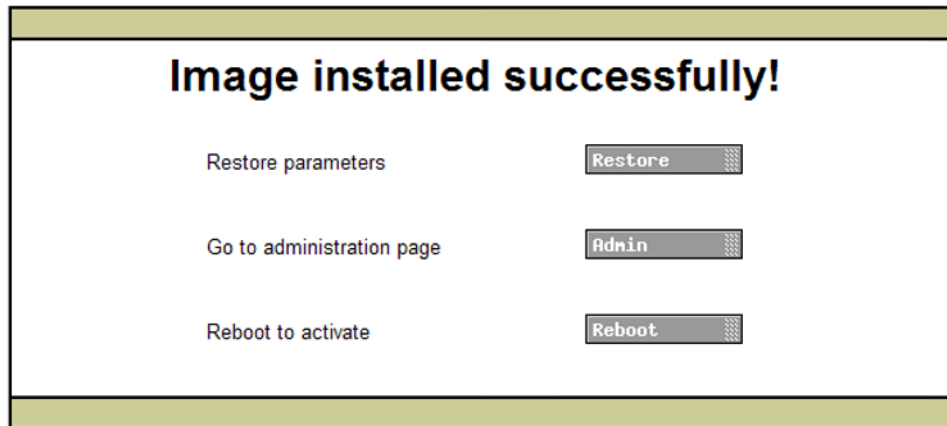 Image installed successfully!
Restore parameters Restore
Go to administration page Admin
Reboot to activate Reboot